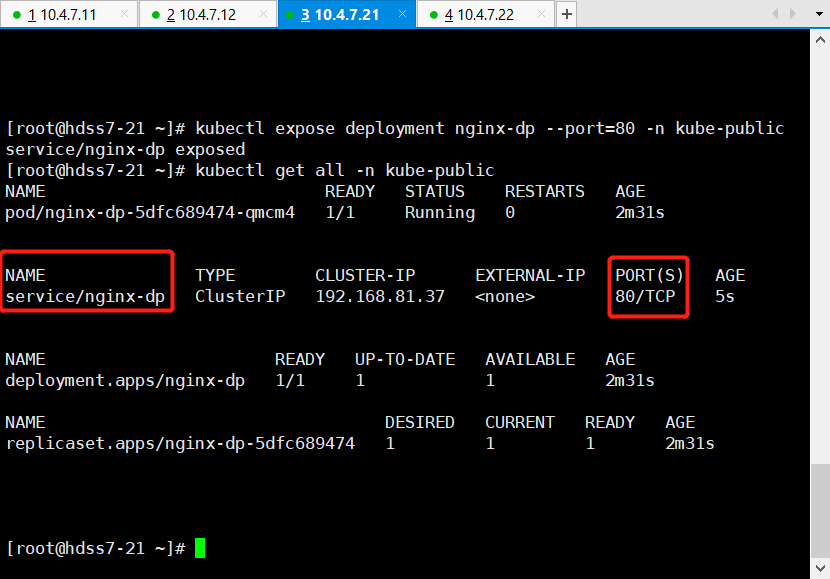 1 10.4.7.11 × 2 10.4.7.12 × 3 10.4.7.21 × 4 10.4.7.22 × +
[root@hdss7-21 ~]# kubectl expose deployment nginx-dp --port=80 -n kube-public
service/nginx-dp exposed
[root@hdss7-21 ~]# kubectl get all -n kube-public
NAME READY STATUS RESTARTS AGE
pod/nginx-dp-5dfc689474-qmcm4 1/1 Running 0 2m31s
NAME TYPE CLUSTER-IP EXTERNAL-IP PORT(S) AGE
service/nginx-dp ClusterIP 192.168.81.37 <none> 80/TCP 5s
NAME READY UP-TO-DATE AVAILABLE AGE
deployment.apps/nginx-dp 1/1 1 1 2m31s
NAME DESIRED CURRENT READY AGE
replicaset.apps/nginx-dp-5dfc689474 1 1 1 2m31s
[root@hdss7-21 ~]#